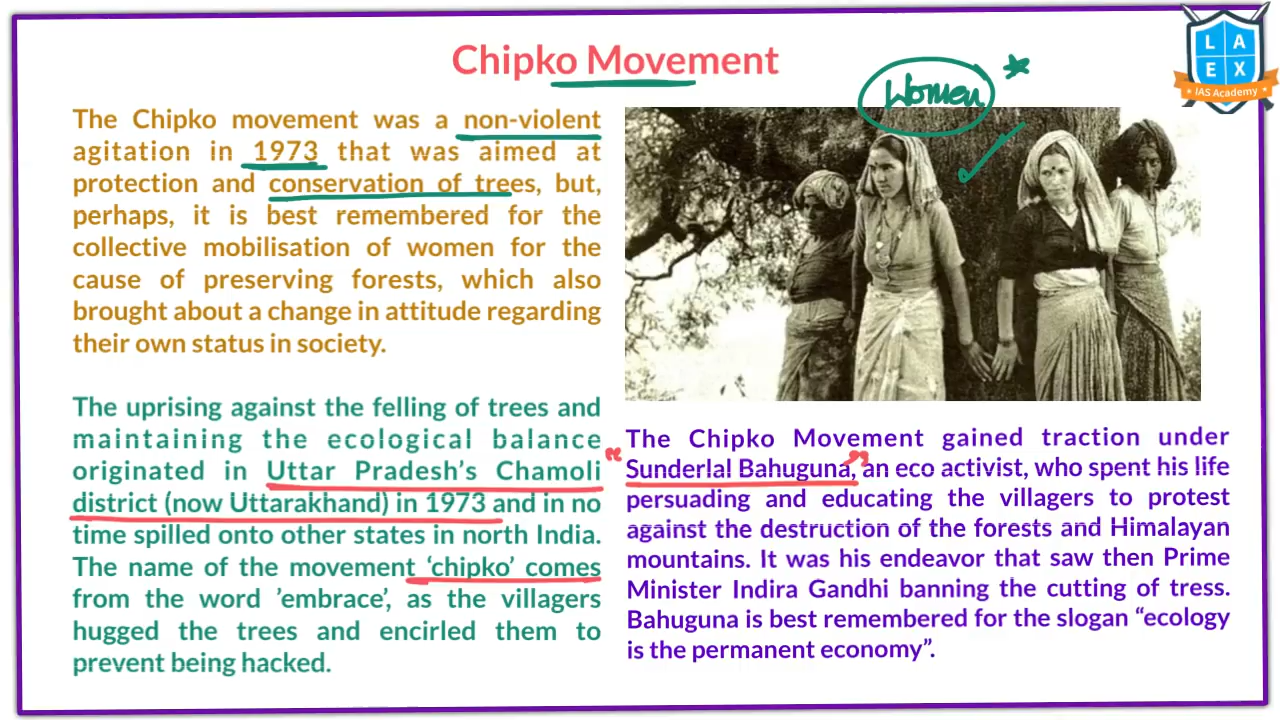 Chipko Movement
Women
L A
E X
IAS Academy
The Chipko movement was a non-violent
agitation in 1973 that was aimed at
protection and conservation of trees, but,
perhaps, it is best remembered for the
collective mobilisation of women for the
cause of preserving forests, which also
brought about a change in attitude regarding
their own status in society.
The uprising against the felling of trees and
maintaining the ecological balance
originated in Uttar Pradesh's Chamoli
district (now Uttarakhand) in 1973 and in no
time spilled onto other states in north India.
The name of the movement 'chipko' comes
from the word 'embrace', as the villagers
hugged the trees and encirled them to
prevent being hacked.
The Chipko Movement gained traction under
Sunderlal Bahuguna, an eco activist, who spent his life
persuading and educating the villagers to protest
against the destruction of the forests and Himalayan
mountains. It was his endeavor that saw then Prime
Minister Indira Gandhi banning the cutting of tress.
Bahuguna is best remembered for the slogan “ecology
is the permanent economy”.